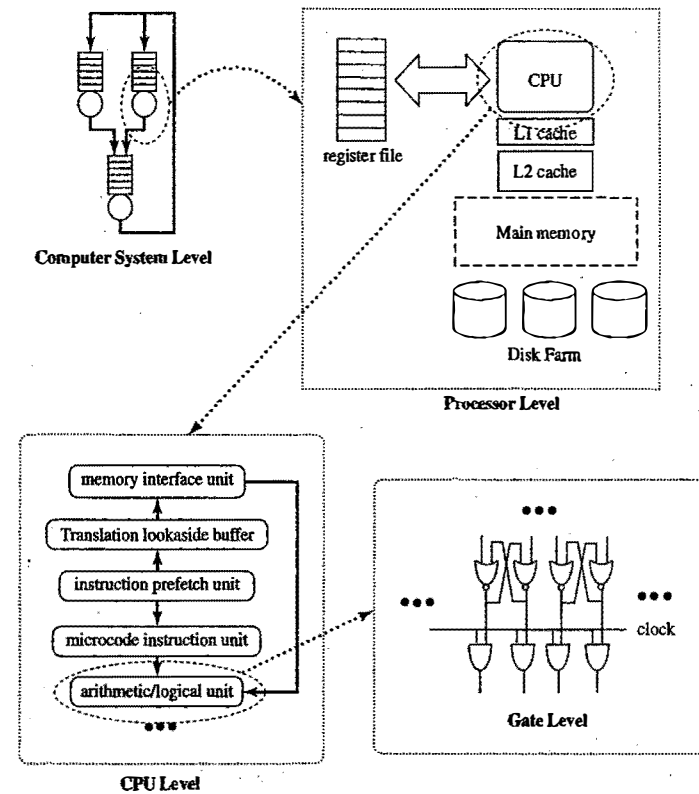 CPU
L1 cache
register file
L2 cache
Main memory
Computer System Level
Disk Farm
Processor Level
memory interface unit
Translation lookaside buffer
instruction prefetch unit
microcode instruction unit
arithmetic/logical unit
CPU Level
clock
Gate Level